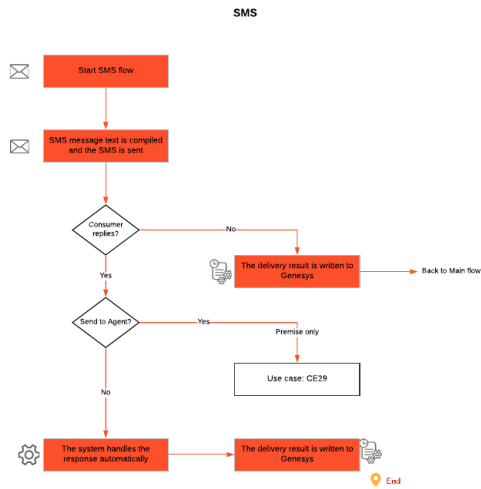 SMS
Start SMS flow
SMS message text is compiled
and the SMS is sent
Consumer
replies?
No
The delivery result is written to
Genesys
Back to Main flow
Yes
Send to Agent?
Yes
Premise only
Use case: CE29
No
The system handles the
response automatically
The delivery result is written to
Genesys
End